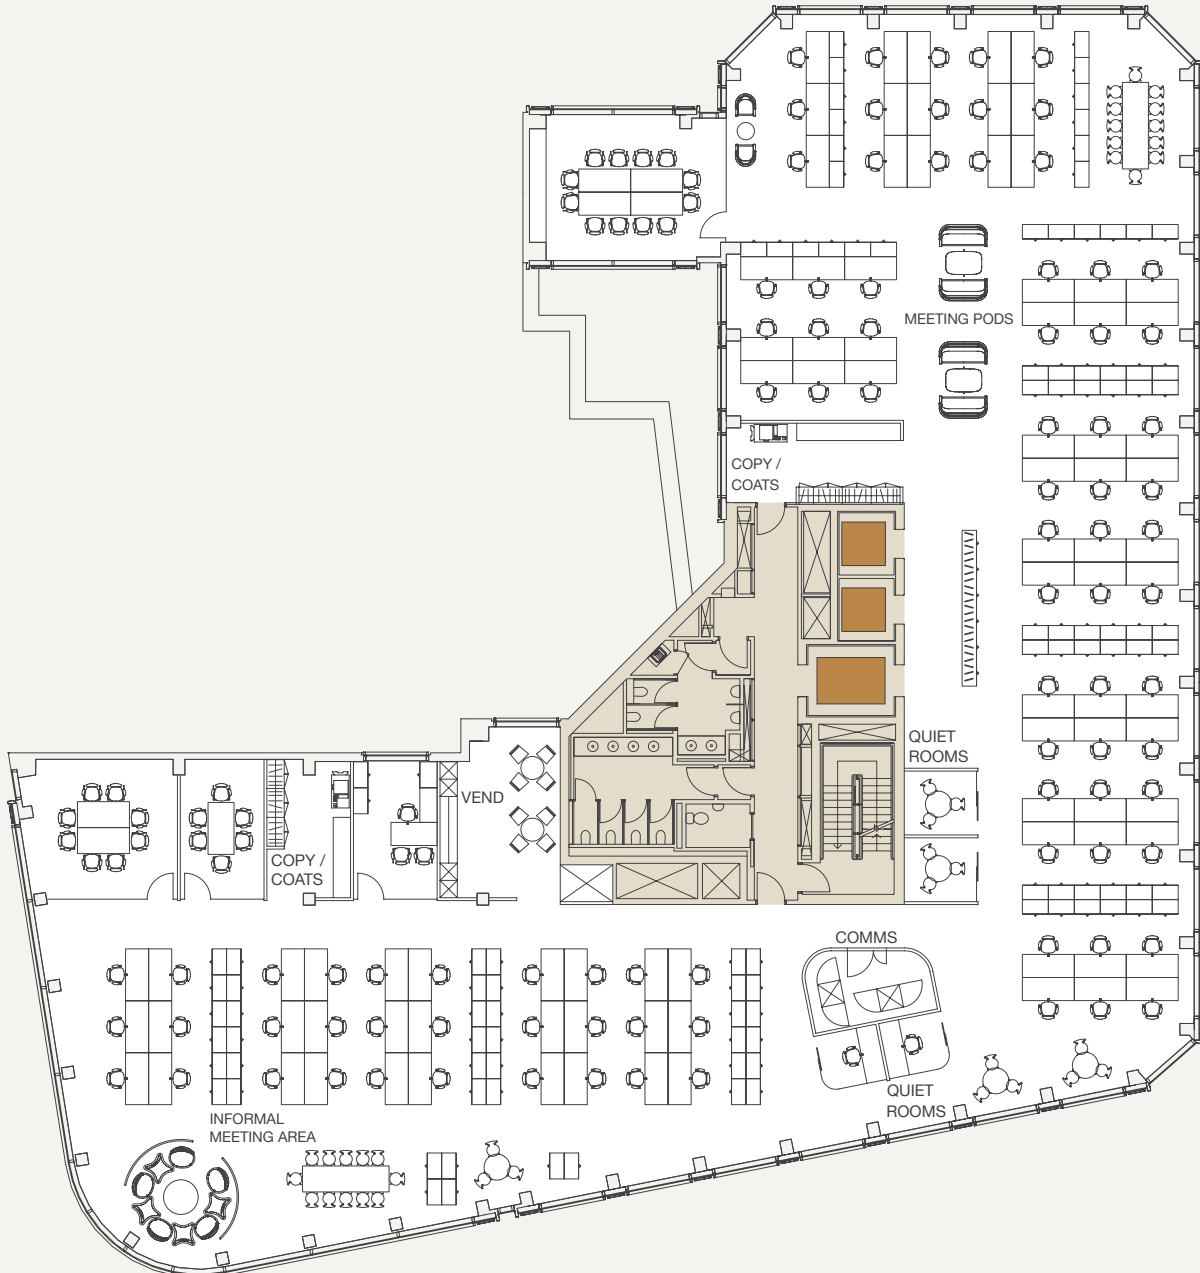 MEETING PODS
COPY /
COATS
QUIET
ROOMS
VEND
COPY /
COATS
COMMS
QUIET
ROOMS
INFORMAL
MEETING AREA